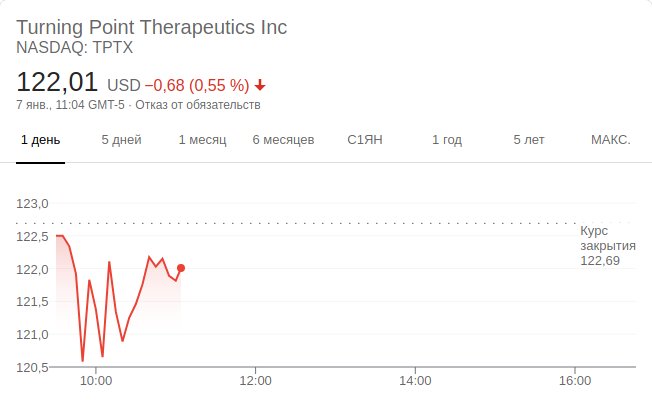 Turning Point Therapeutics Inc
NASDAQ: TPTX
122,01 USD −0,68 (0,55 %)
7 янв., 11:04 GMT-5 · Отказ от обязательств
1 день 5 дней 1 месяц 6 месяцев С1ЯН 1 год 5 лет МАКС.
123,0
122,5
122,0
121,5
121,0
120,5
Курс
закрытия
122,69
10:00 12:00 14:00 16:00